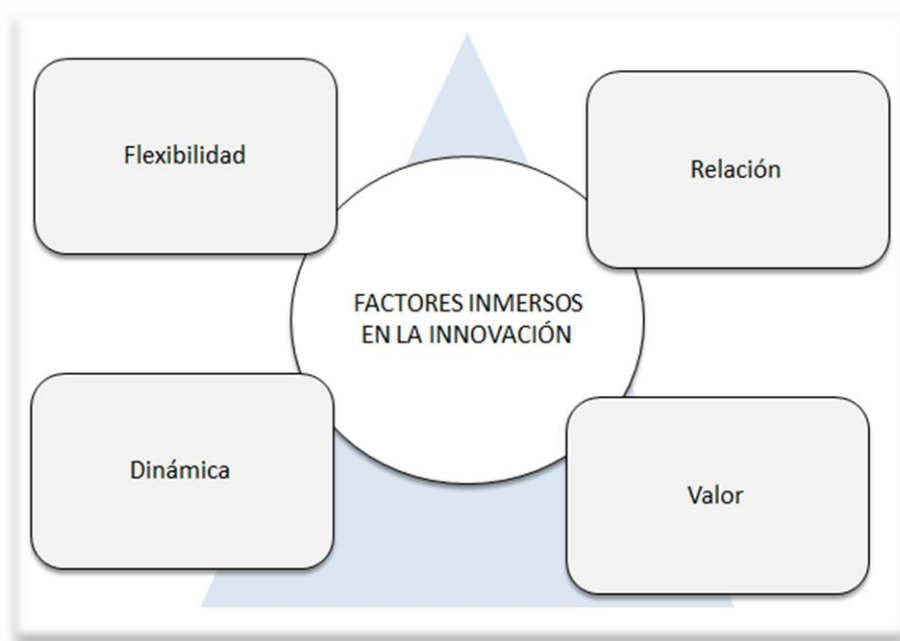 Flexibilidad
Relación
FACTORES INMERSOS
EN LA INNOVACIÓN
Dinámica
Valor